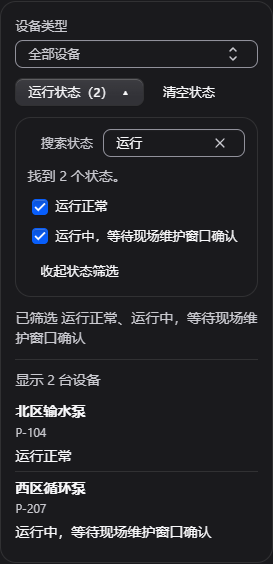 设备类型
全部设备
运行状态（2） ▲
清空状态
搜索状态
运行
找到 2 个状态。
运行正常
运行中，等待现场维护窗口确认
收起状态筛选
已筛选 运行正常、运行中，等待现场维
护窗口确认
显示 2 台设备
北区输水泵
P-104
运行正常
西区循环泵
P-207
运行中，等待现场维护窗口确认